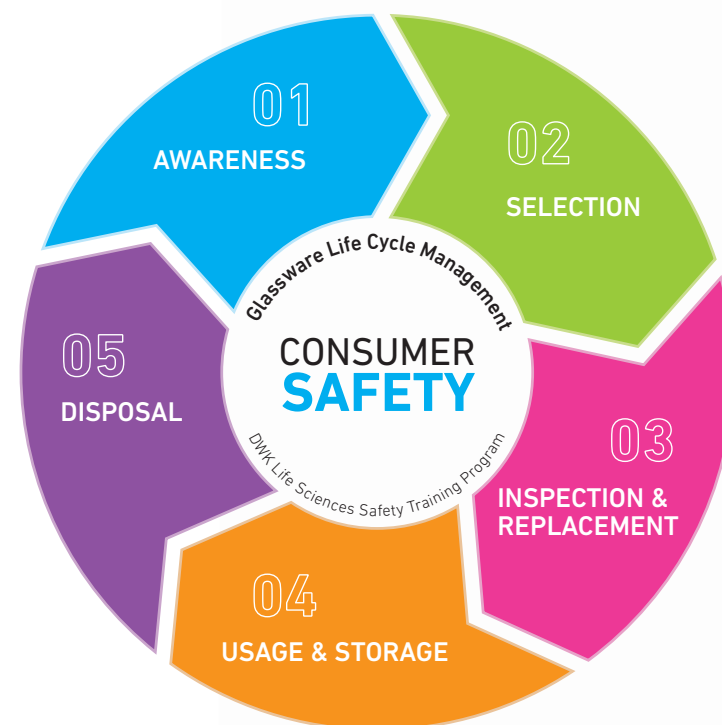 01
AWARENESS
02
SELECTION
Glassware Life Cycle Management
CONSUMER
SAFETY
DWK Life Sciences Safety Training Program
03
INSPECTION &
REPLACEMENT
04
USAGE & STORAGE
05
DISPOSAL